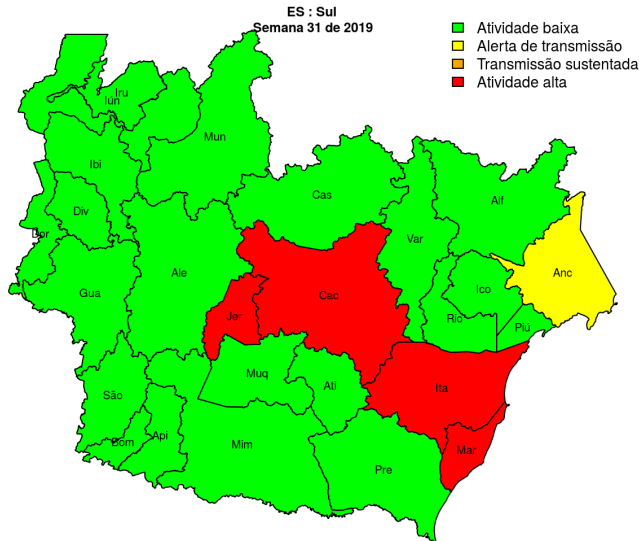 ES : Sul
Semana 31 de 2019
Atividade baixa
Alerta de transmissão
Transmissão sustentada
Atividade alta
Iru
Iún
Mun
Ibi
Cas
Alf
Div
Dor
Var
Ale
Anc
Gua
Cac
Ico
Jer
Rio
Piú
Muq
Ati
Ita
São
Api
Bom
Mim
Mar
Pre